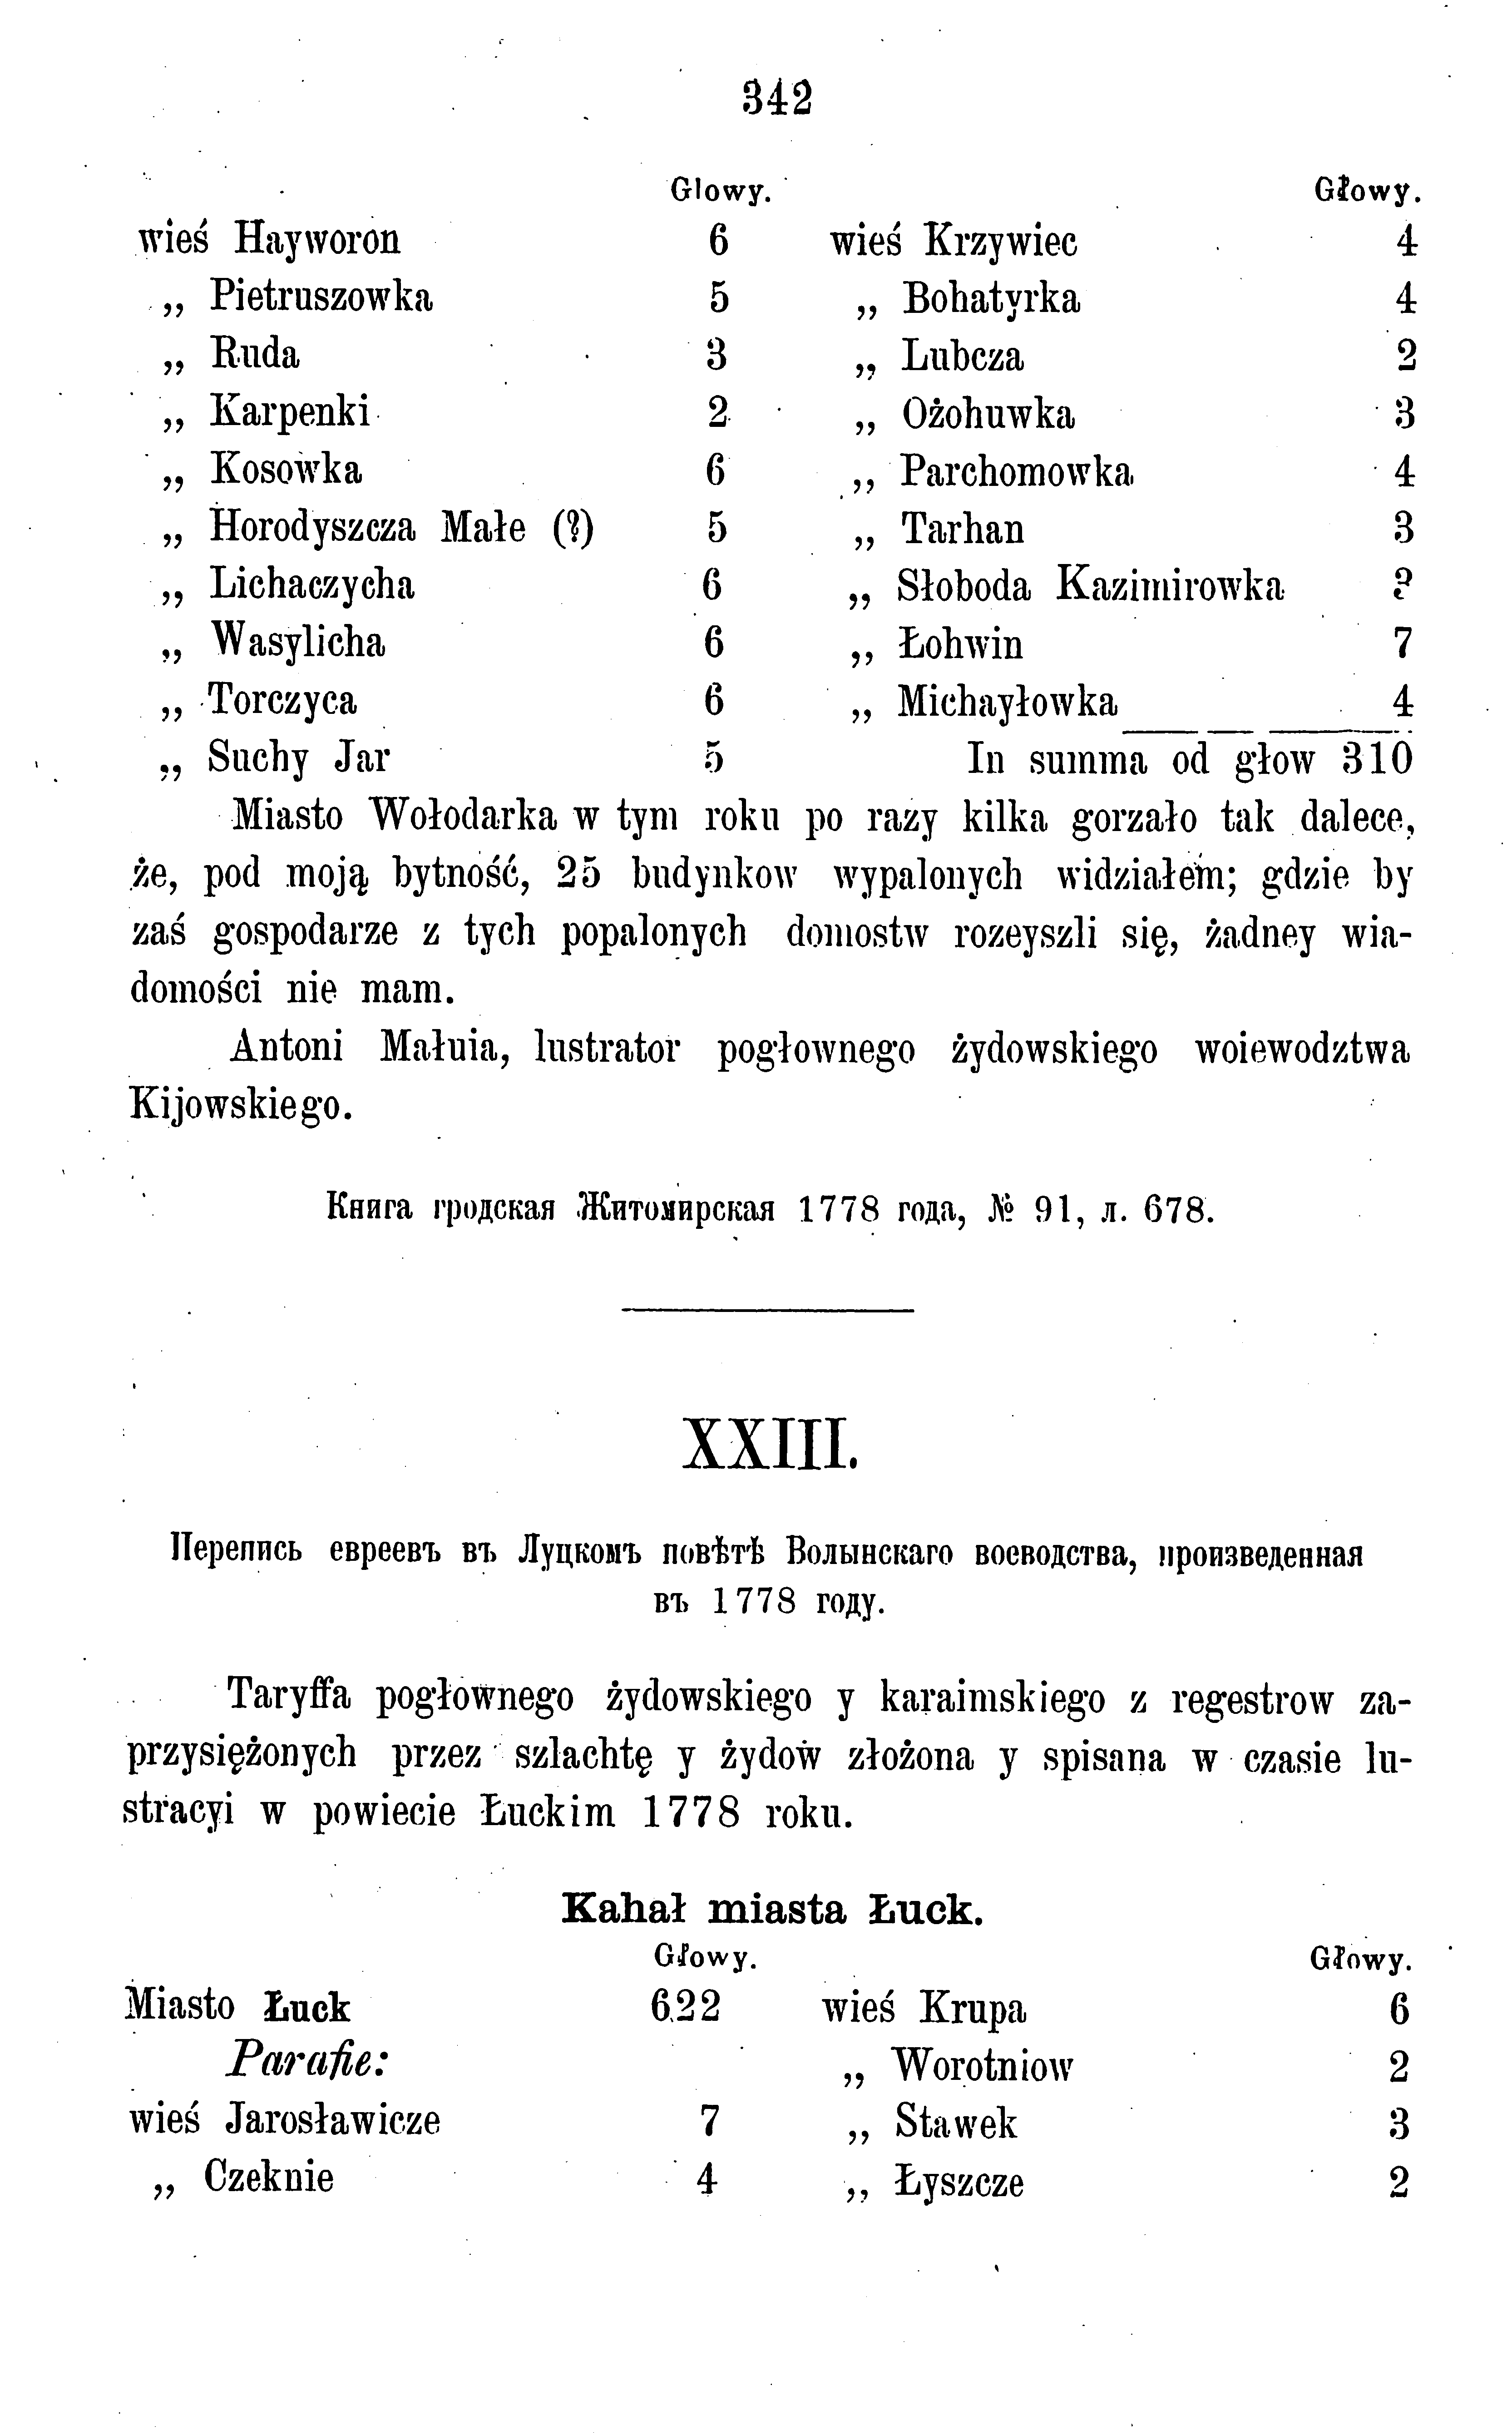 342
Glowy.
wieś Hayworon 6
„ Pietruszowka 5
„ Ruda 3
„ Karpenki 2
„ Kosowka 6
„ Horodyszcza Małe (?) 5
„ Lichaczycha 6
„ Wasylicha 6
„ Torczyca 6
„ Suchy Jar 5
Głowy.
wieś Krzywiec 4
„ Bohatyrka 4
„ Lubcza 2
„ Ożohuwka 3
„ Parchomowka 4
„ Tarhan 3
„ Słoboda Kazimirowka ?
„ Łohwin 7
„ Michayłowka 4
In summa od głow 310
Miasto Wołodarka w tym roku po razy kilka gorzało tak dalece,
że, pod moją bytność, 25 budynkow wypalonych widziałem; gdzie by
zaś gospodarze z tych popalonych domostw rozeyszli się, żadney wia-
domości nie mam.
Antoni Małuia, lustrator pogłownego żydowskiego woiewodztwa
Kijowskiego.
Книга гродская Житомирская 1778 года, № 91, л. 678.
XXIII.
Перепись евреевъ въ Луцкомъ повѣтѣ Волынскаго воеводства, произведенная
въ 1778 году.
Taryffa pogłownego żydowskiego y karaimskiego z regestrow za-
przysiężonych przez szlachtę y żydow złożona y spisana w czasie lu-
stracyi w powiecie Łuckim 1778 roku.
Kahał miasta Łuck.
Głowy.
Miasto Łuck 622
Parafie:
wieś Jarosławicze 7
„ Czeknie 4
Głowy.
wieś Krupa 6
„ Worotniow 2
„ Stawek 3
„ Łyszcze 2